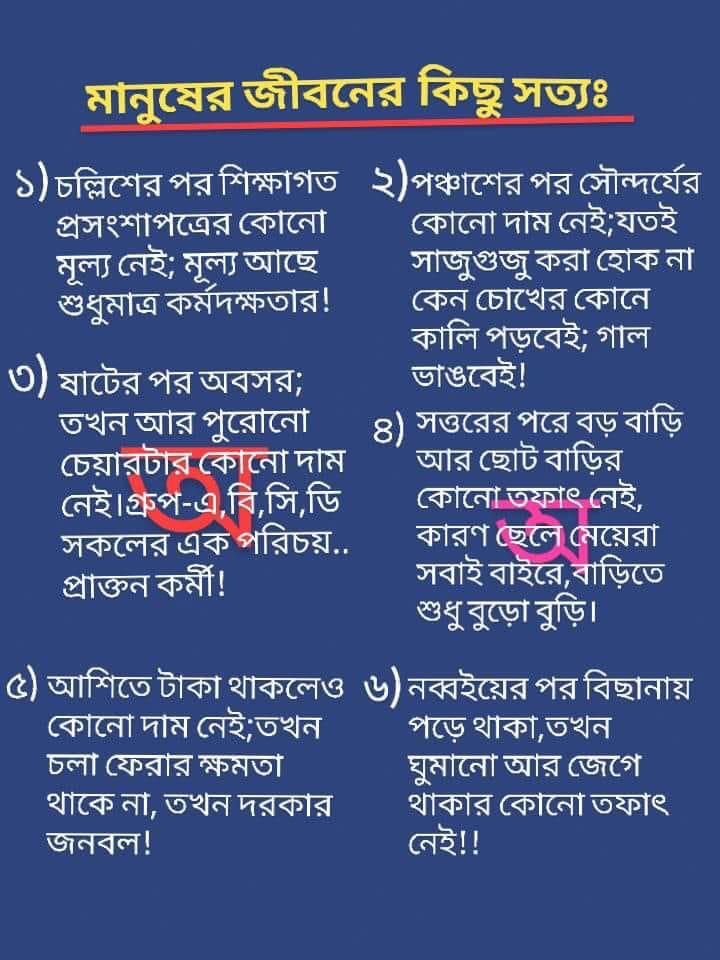 মানুষের জীবনের কিছু সত্যঃ
১) চল্লিশের পর শিক্ষাগত
প্রসংশাপত্রের কোনো
মূল্য নেই; মূল্য আছে
শুধুমাত্র কর্মদক্ষতার!
২) পঞ্চাশের পর সৌন্দর্যের
কোনো দাম নেই;যতই
সাজুগুজু করা হোক না
কেন চোখের কোনে
কালি পড়বেই; গাল
ভাঙবেই!
৩) ষাটের পর অবসর;
তখন আর পুরোনো
চেয়ারটার কোনো দাম
নেই।গ্রুপ-এ,বি,সি,ডি
সকলের এক পরিচয়..
প্রাক্তন কর্মী!
অ
৪) সত্তরের পরে বড় বাড়ি
আর ছোট বাড়ির
কোনো তফাৎ নেই,
কারণ ছেলে মেয়েরা
সবাই বাইরে,বাড়িতে
শুধু বুড়ো বুড়ি।
অ
৫) আশিতে টাকা থাকলেও
কোনো দাম নেই;তখন
চলা ফেরার ক্ষমতা
থাকে না, তখন দরকার
জনবল!
৬) নব্বইয়ের পর বিছানায়
পড়ে থাকা,তখন
ঘুমানো আর জেগে
থাকার কোনো তফাৎ
নেই!!